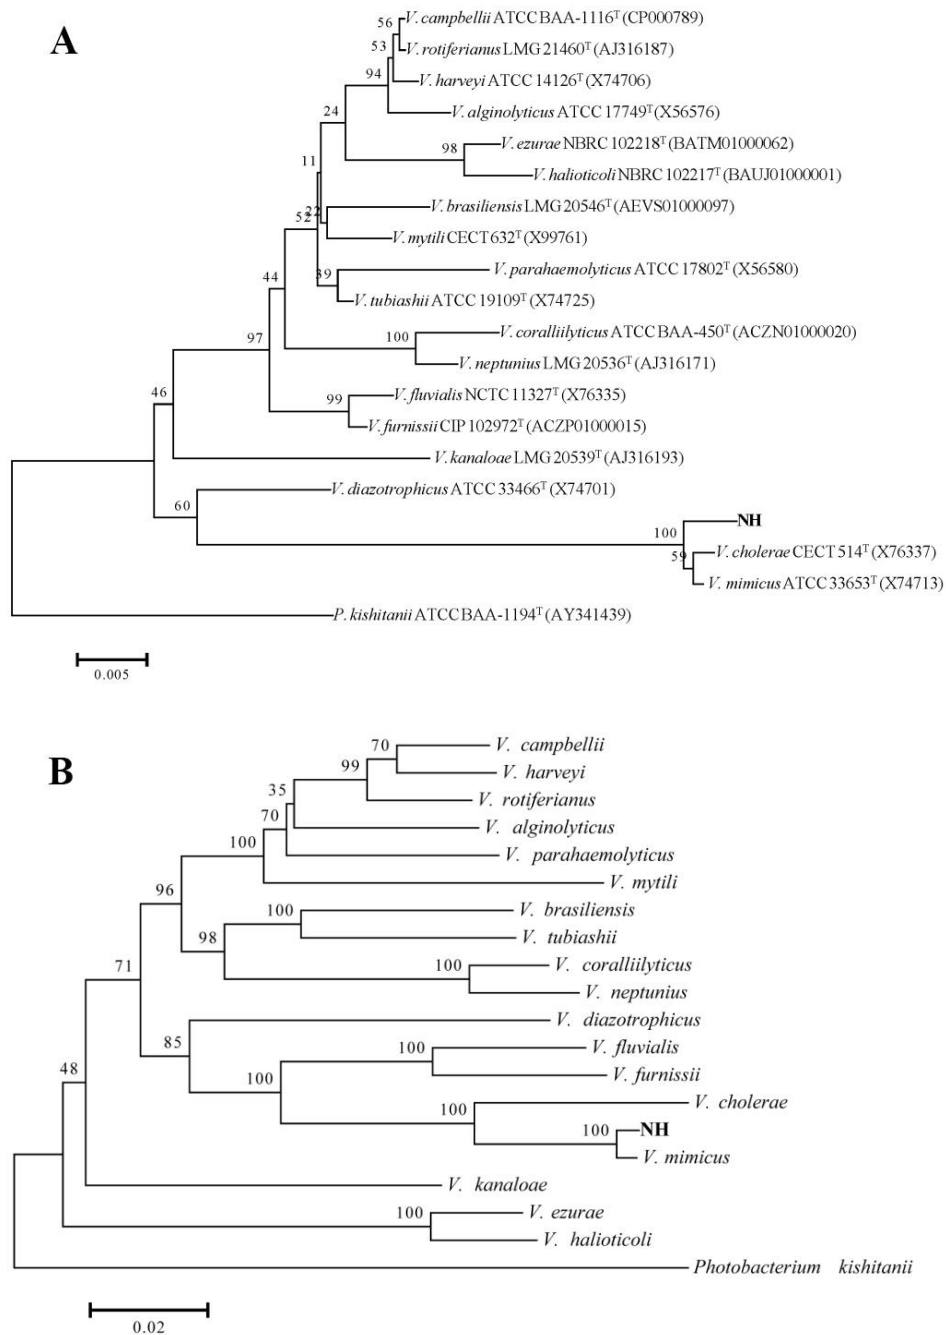 A
56
V. campbellii ATCC BAA-1116T (CP000789)
53
V. rotiferianus LMG 21460T (AJ316187)
94
V. harveyi ATCC 14126T (X74706)
24
V. alginolyticus ATCC 17749T (X56576)
98
V. ezurae NBRC 102218T (BATM01000062)
11
V. halioticoli NBRC 102217T (BAUJ01000001)
22
V. brasiliensis LMG 20546T (AEVS01000097)
52
V. mytili CECT 632T (X99761)
39
V. parahaemolyticus ATCC 17802T (X56580)
44
V. tubiashii ATCC 19109T (X74725)
100
V. coralliilyticus ATCC BAA-450T (ACZN01000020)
97
V. neptunius LMG 20536T (AJ316171)
99
V. fluvialis NCTC 11327T (X76335)
46
V. furnissii CIP 102972T (ACZP01000015)
V. kanaloae LMG 20539T (AJ316193)
60
V. diazotrophicus ATCC 33466T (X74701)
100
NH
59
V. cholerae CECT 514T (X76337)
V. mimicus ATCC 33653T (X74713)
P. kishitanii ATCC BAA-1194T (AY341439)
0.005
B
70
V. campbellii
99
V. harveyi
35
V. rotiferianus
70
V. alginolyticus
100
V. parahaemolyticus
V. mytili
96
100
V. brasiliensis
98
V. tubiashii
71
100
V. coralliilyticus
V. neptunius
85
V. diazotrophicus
100
V. fluvialis
100
V. furnissii
48
100
V. cholerae
100
NH
V. mimicus
V. kanaloae
100
V. ezurae
V. halioticoli
Photobacterium kishitanii
0.02